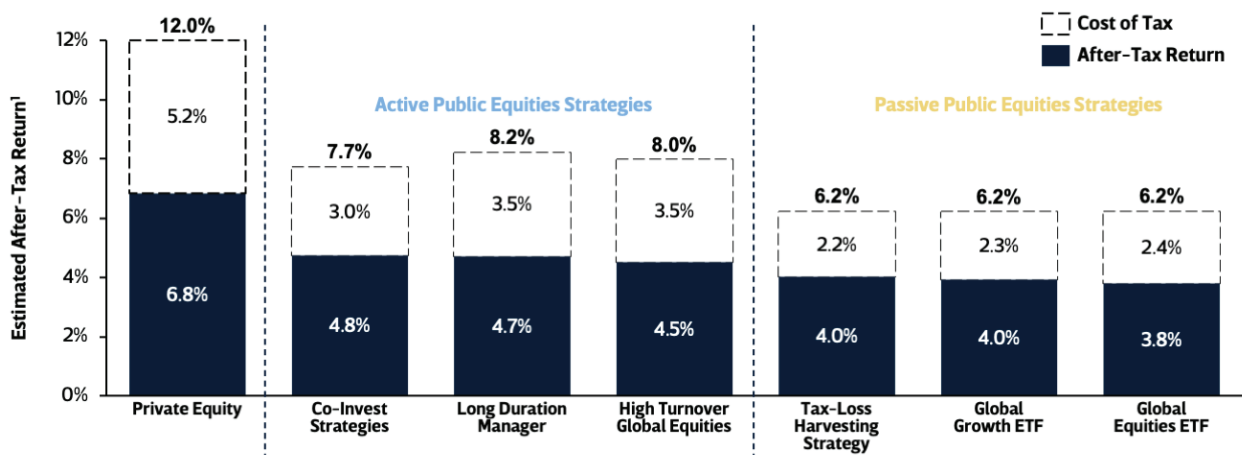 Cost of Tax
After-Tax Return
Estimated After-Tax Return¹
12%
10%
8%
6%
4%
2%
0%
Active Public Equities Strategies
Passive Public Equities Strategies
12.0%
5.2%
6.8%
7.7%
3.0%
4.8%
8.2%
3.5%
4.7%
8.0%
3.5%
4.5%
6.2%
2.2%
4.0%
6.2%
2.3%
4.0%
6.2%
2.4%
3.8%
Private Equity
Co-Invest
Strategies
Long Duration
Manager
High Turnover
Global Equities
Tax-Loss
Harvesting
Strategy
Global
Growth ETF
Global
Equities ETF